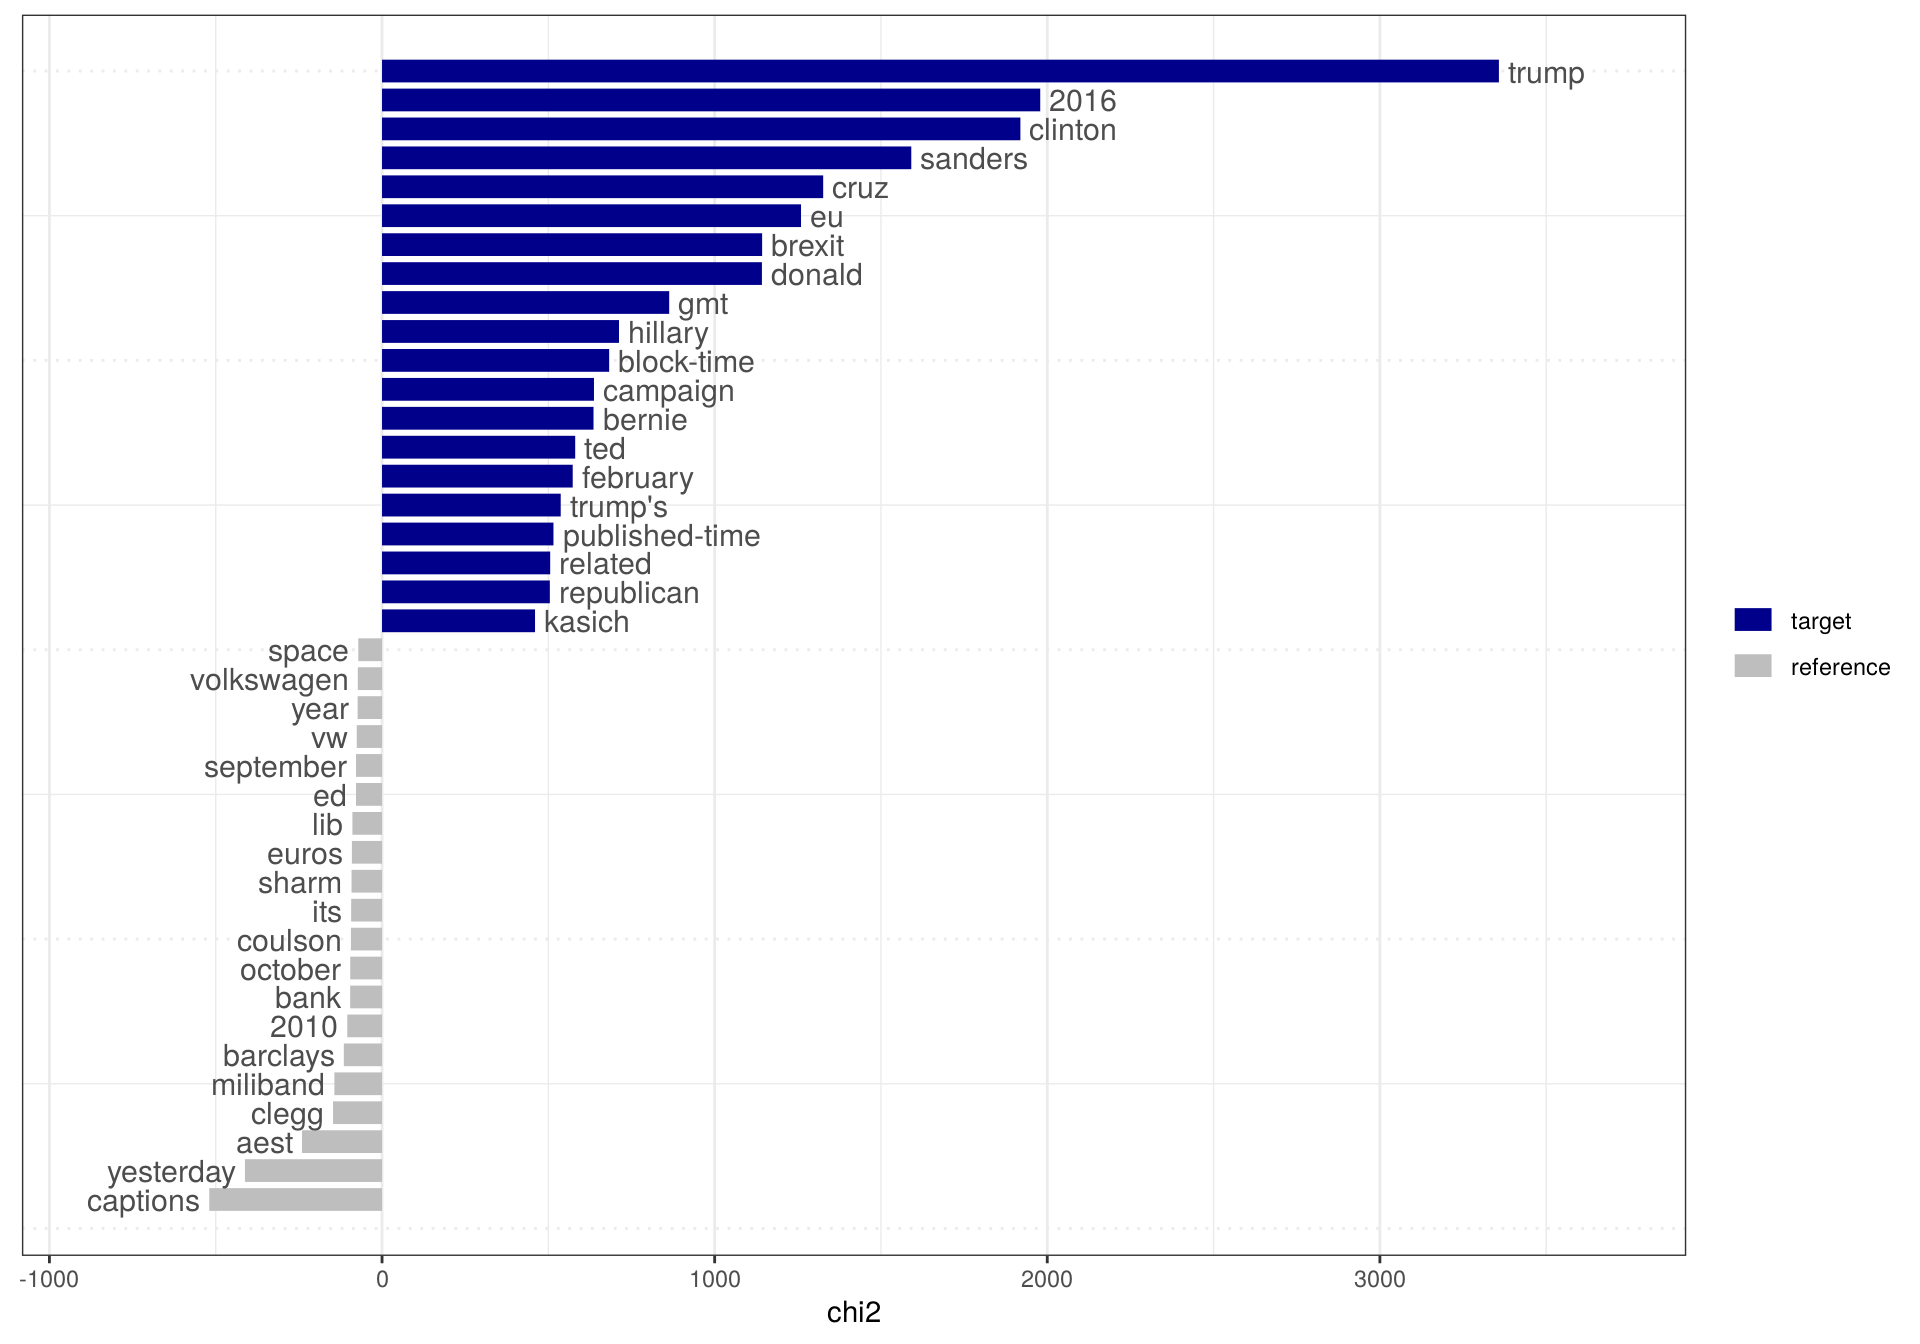 trump
2016
clinton
sanders
cruz
eu
brexit
donald
gmt
hillary
block-time
campaign
bernie
ted
february
trump's
published-time
related
republican
kasich
space
volkswagen
year
vw
september
ed
lib
euros
sharm
its
coulson
october
bank
2010
barclays
miliband
clegg
aest
yesterday
captions
target
reference
-1000 0 1000 2000 3000
chi2